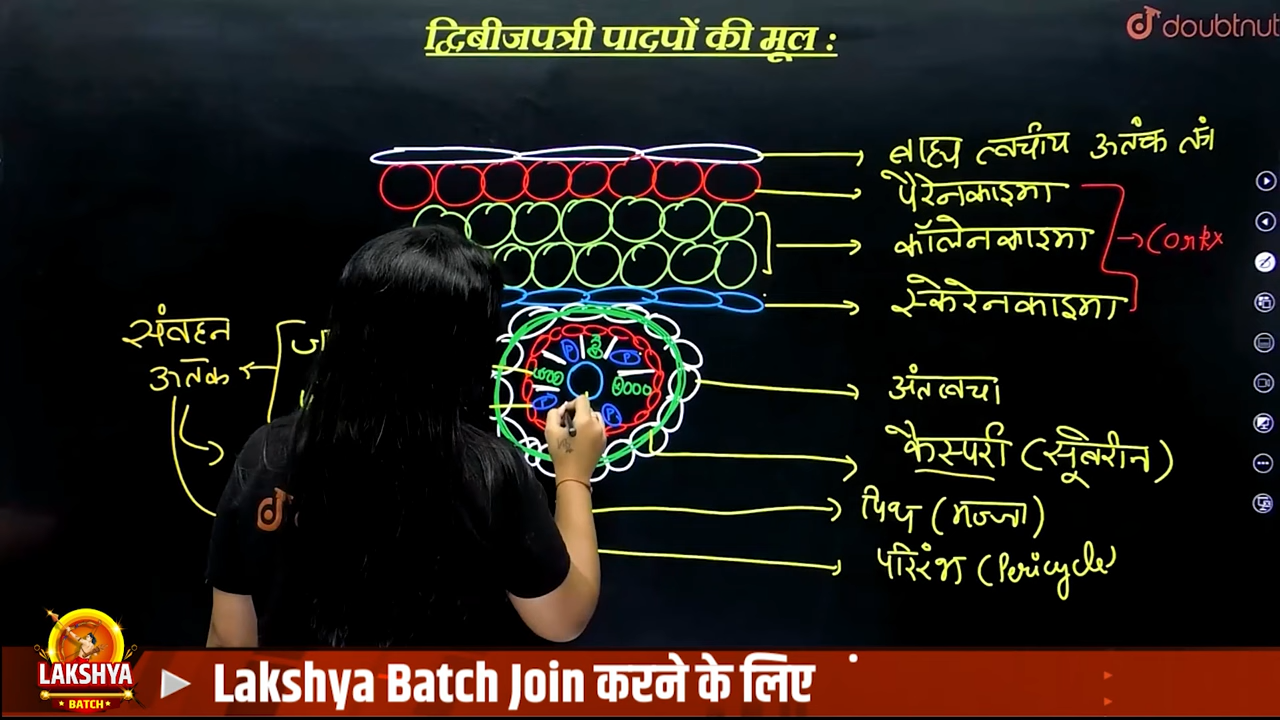 द्विबीजपत्री पादपों की मूल :
doubtnut
बाह्य त्वचीय ऊतक तंत्र
पैरेनकाइमा
कॉलेनकाइमा
Cortex
स्केरेनकाइमा
संवहन
ऊतक
अंतत्वचा
कैस्परी (सूबेरीन)
पिथ (मज्जा)
परिरंभ (Pericycle)
P
P
P
P
LAKSHYA
BATCH
Lakshya Batch Join करने के लिए